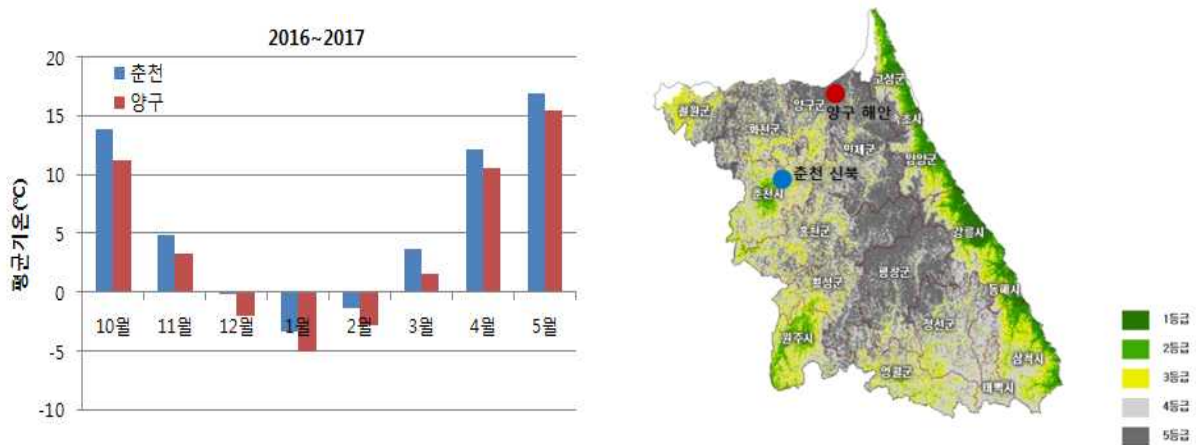 2016~2017
춘천
양구
평균기온(℃)
20
15
10
5
0
-5
-10
10월
11월
12월
1월
2월
3월
4월
5월
고성군
철원군
양구군
양구 해안
속초시
화천군
인제군
양양군
춘천 신북
춘천시
강릉시
홍천군
평창군
횡성군
동해시
정선군
원주시
삼척시
영월군
태백시
1등급
2등급
3등급
4등급
5등급